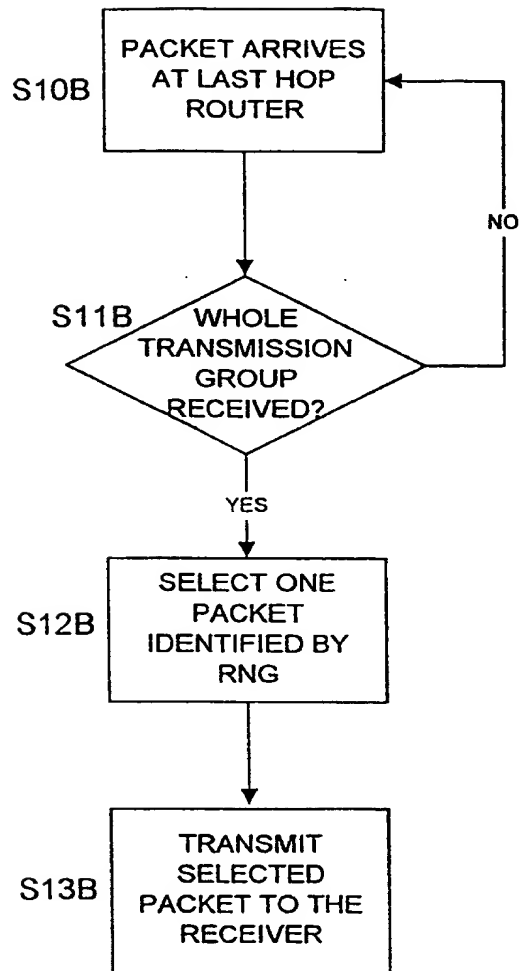 PACKET ARRIVES
AT LAST HOP
ROUTER
S10B
NO
S11B
WHOLE
TRANSMISSION
GROUP
RECEIVED?
YES
SELECT ONE
PACKET
IDENTIFIED BY
RNG
S12B
TRANSMIT
SELECTED
PACKET TO THE
RECEIVER
S13B